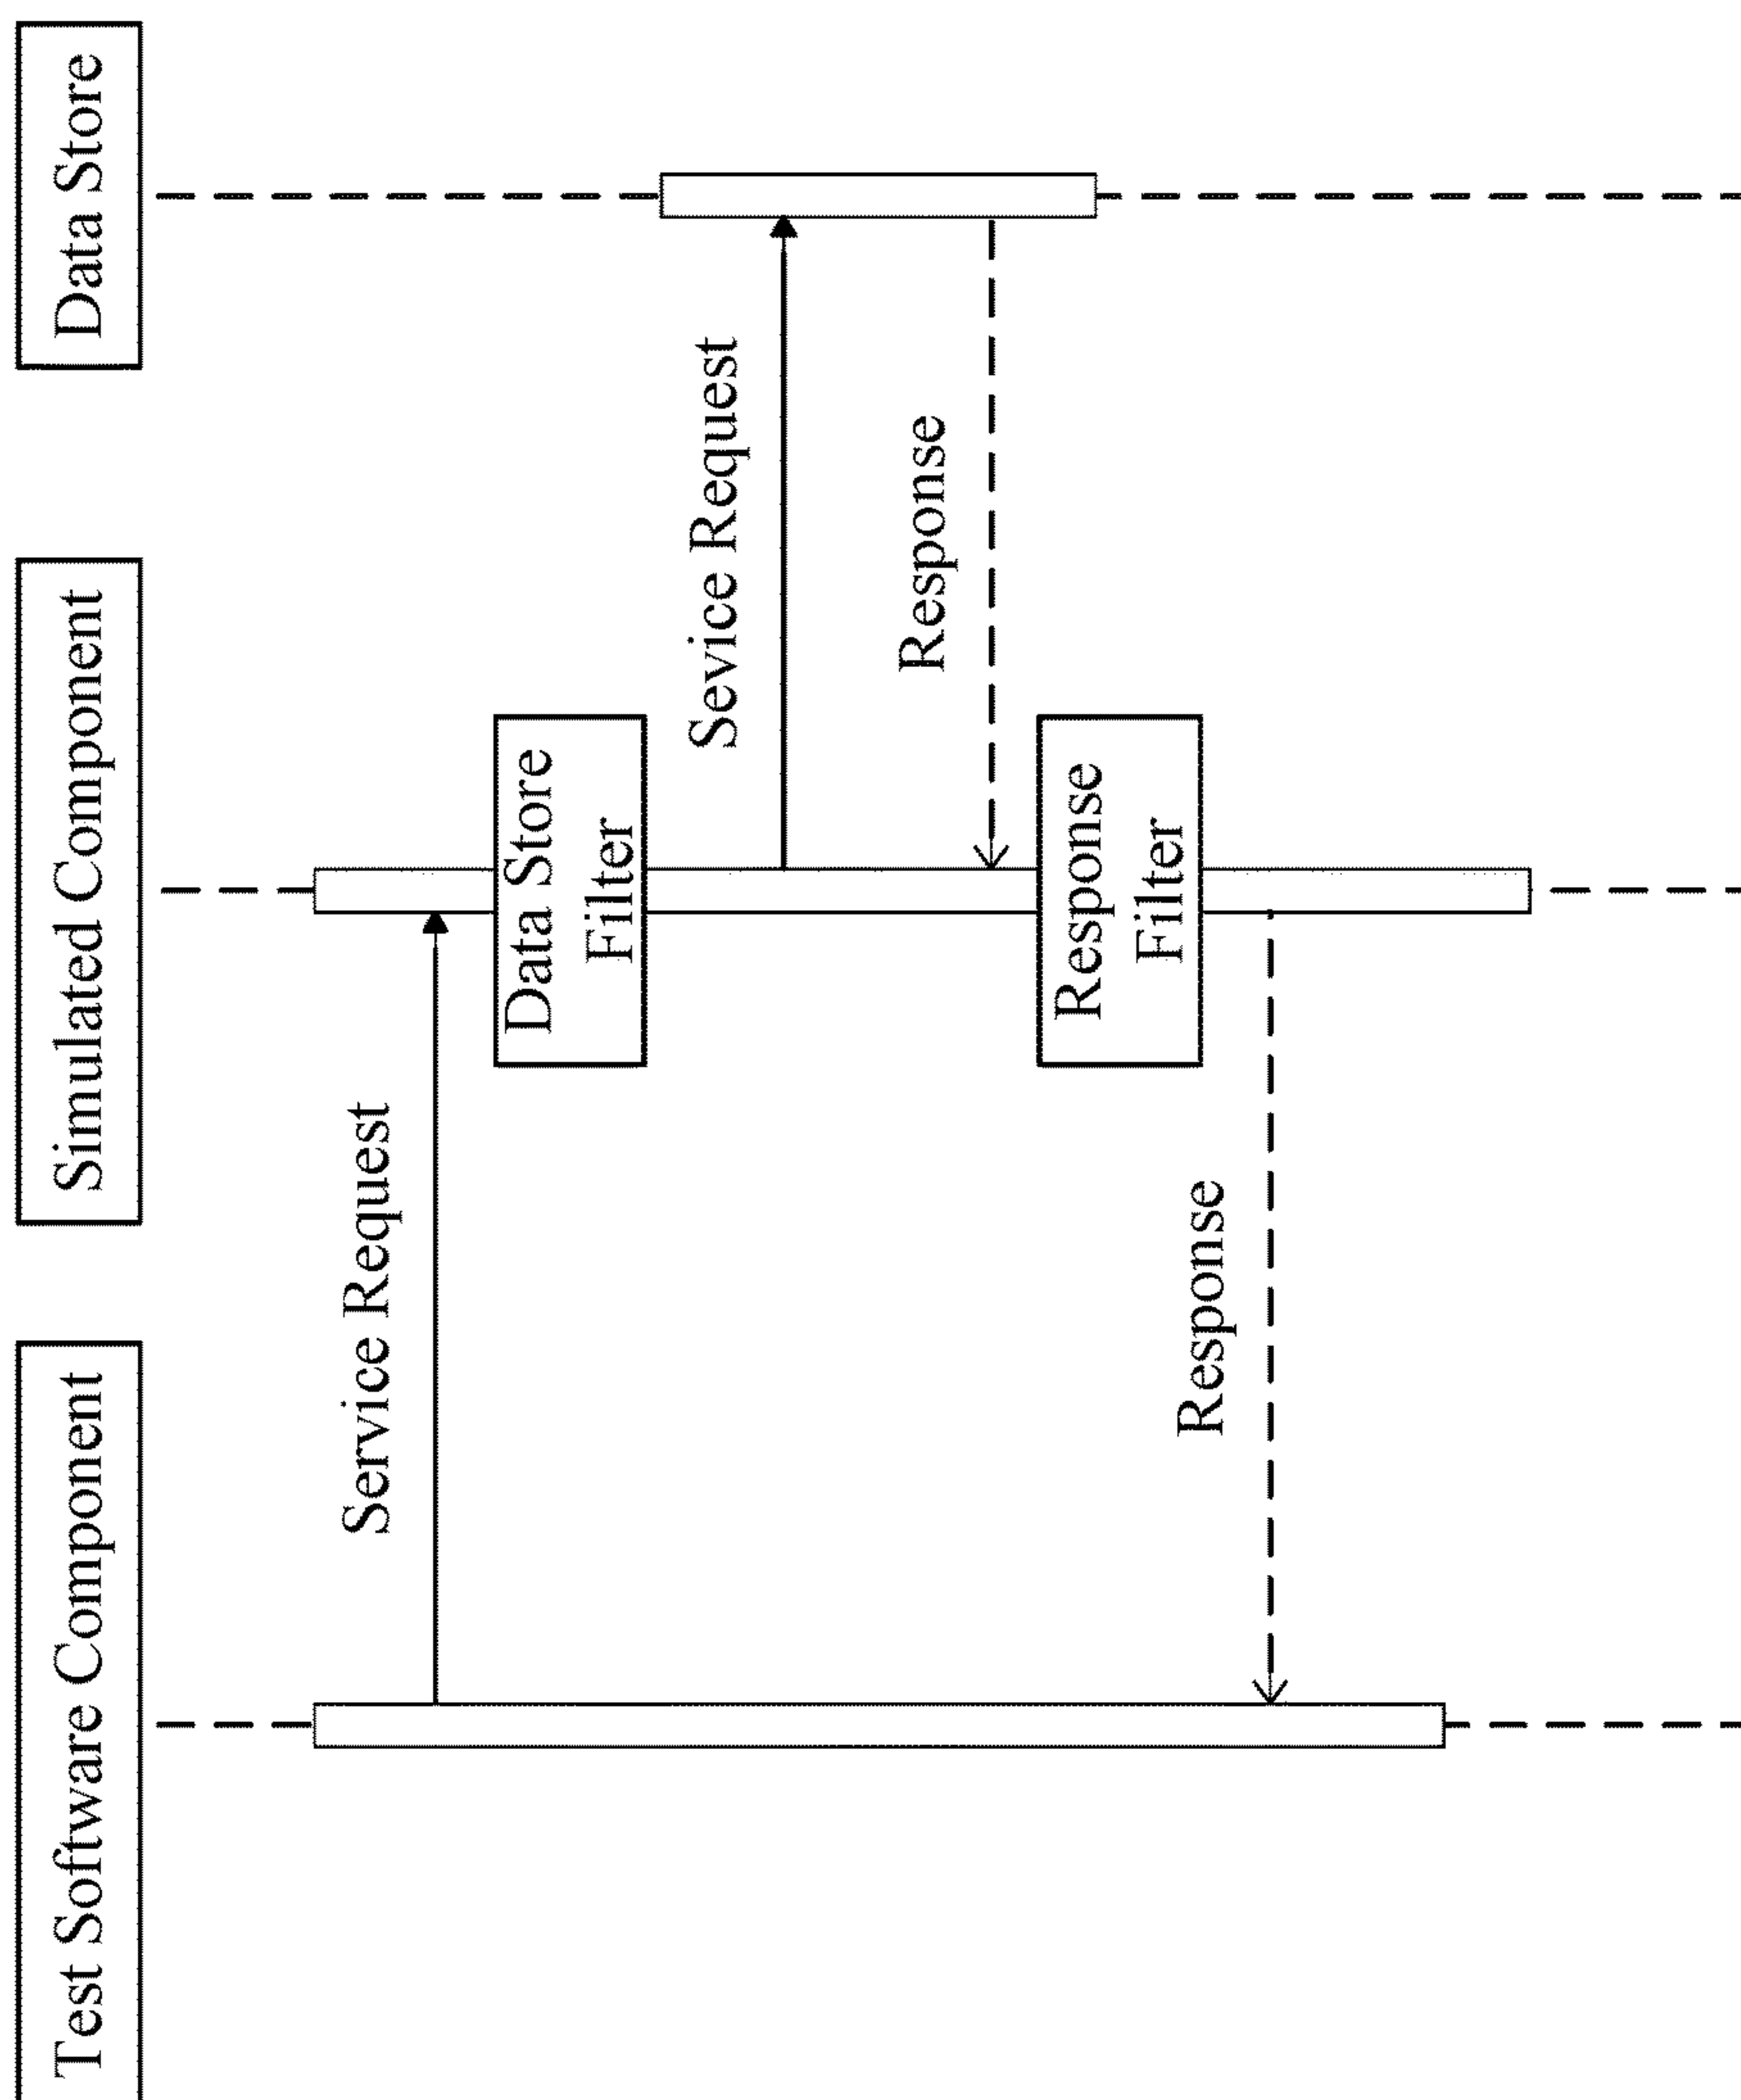 Test Software Component
Simulated Component
Data Store
Service Request
Data Store
Filter
Sevice Request
Response
Response
Filter
Response